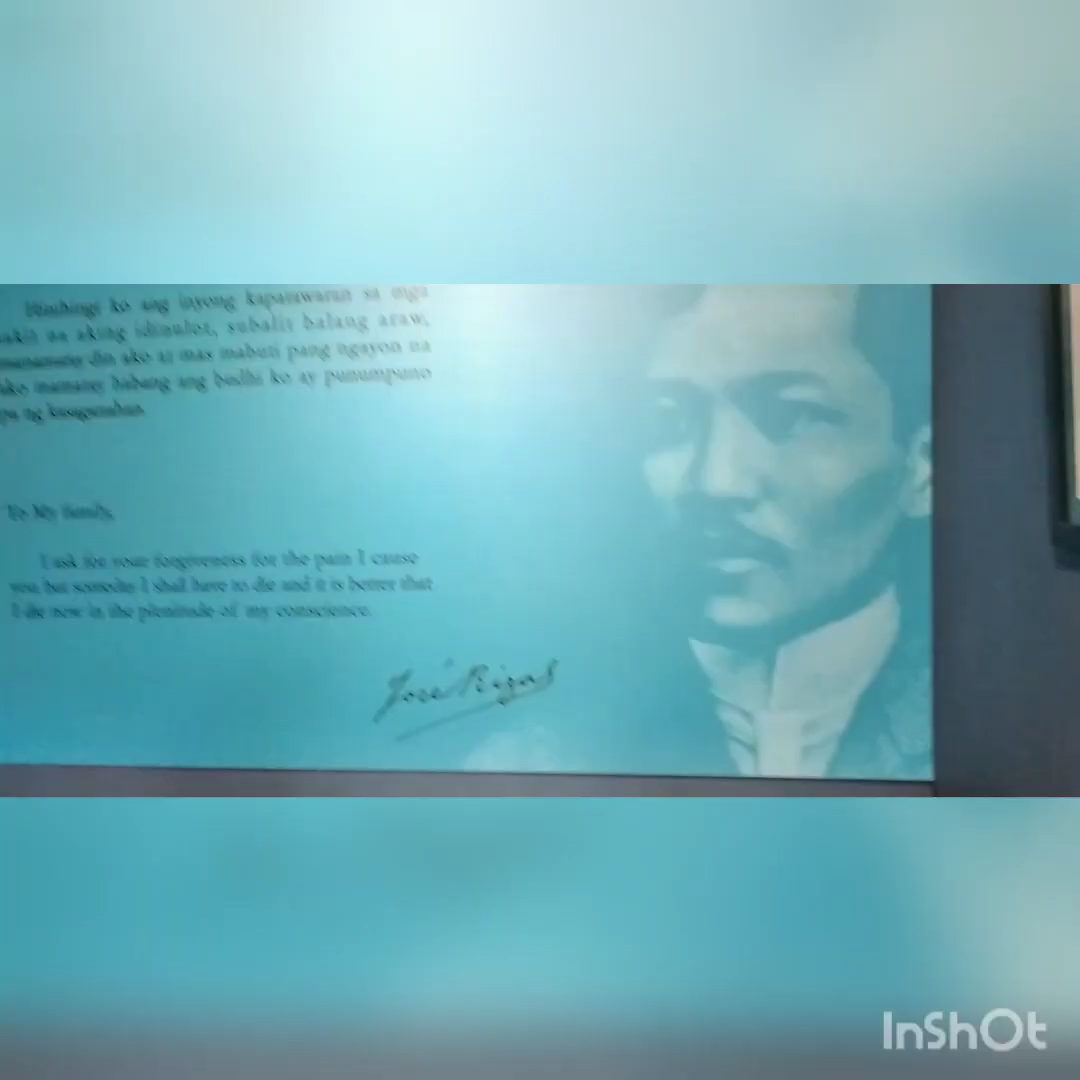 Hinihingi ko ang inyong kapatawaran sa mga
sakit na aking idinulot, subalit balang araw,
mamamatay din ako at mas mabuti pang ngayon na
ako mamatay habang ang budhi ko ay punumpuno
pa ng kasaganahan.
To My family,
I ask for your forgiveness for the pain I cause
you, but someday I shall have to die and it is better that
I die now in the plenitude of my conscience.
José Rizal
InShOt